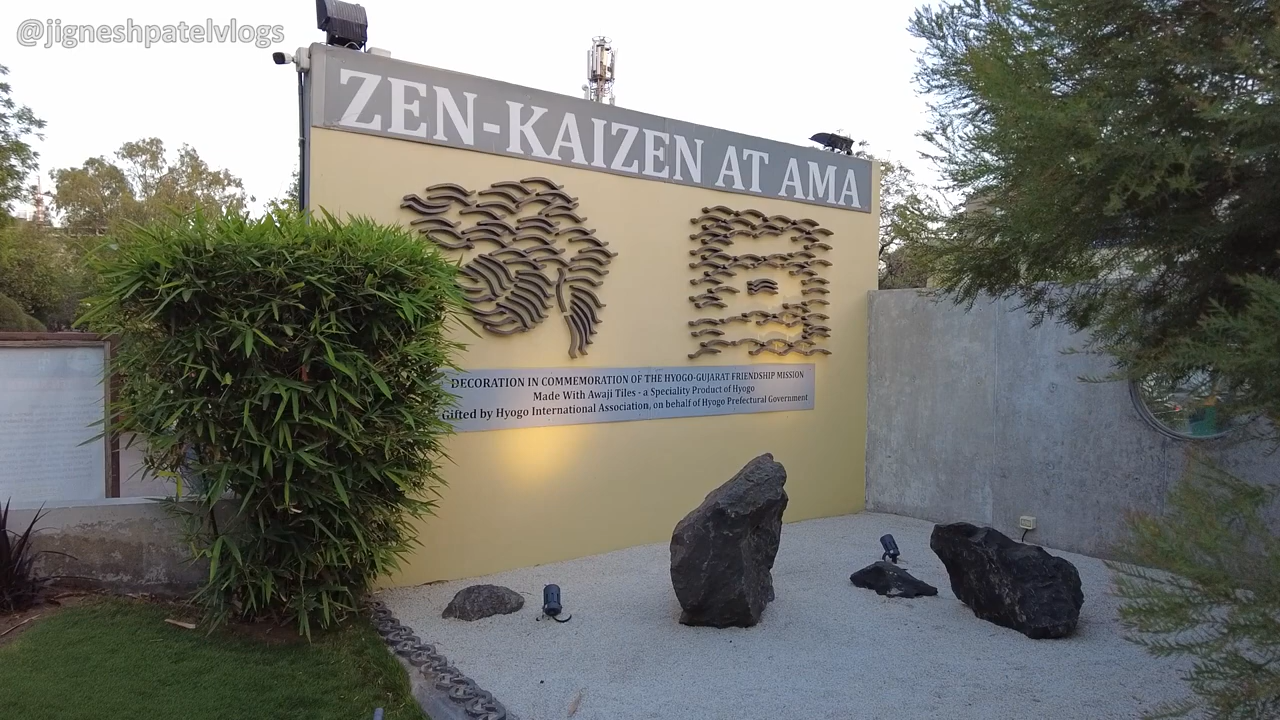 @jigneshpatelvlogs
ZEN-KAIZEN AT AMA
DECORATION IN COMMEMORATION OF THE HYOGO-GUJARAT FRIENDSHIP MISSION
Made With Awaji Tiles - a Speciality Product of Hyogo
Gifted by Hyogo International Association, on behalf of Hyogo Prefectural Government